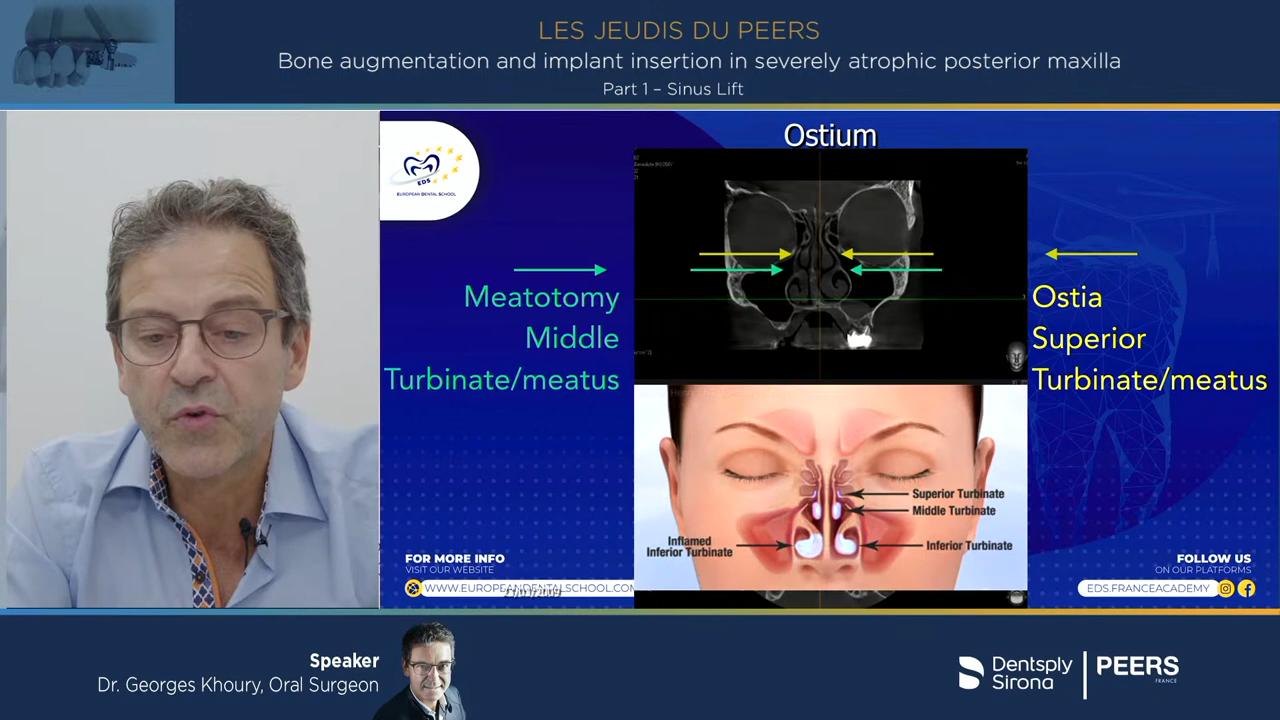 LES JEUDIS DU PEERS
Bone augmentation and implant insertion in severely atrophic posterior maxilla
Part 1 – Sinus Lift
EDS
EUROPEAN DENTAL SCHOOL
Ostium
Meatotomy
Middle
Turbinate/meatus
Ostia
Superior
Turbinate/meatus
Superior Turbinate
Middle Turbinate
Inflamed
Inferior Turbinate
Inferior Turbinate
FOR MORE INFO
VISIT OUR WEBSITE
WWW.EUROPEANDENTALSCHOOL.COM
FOLLOW US
ON OUR PLATFORMS
EDS.FRANCEACADEMY
Speaker
Dr. Georges Khoury, Oral Surgeon
Dentsply
Sirona
PEERS
FRANCE